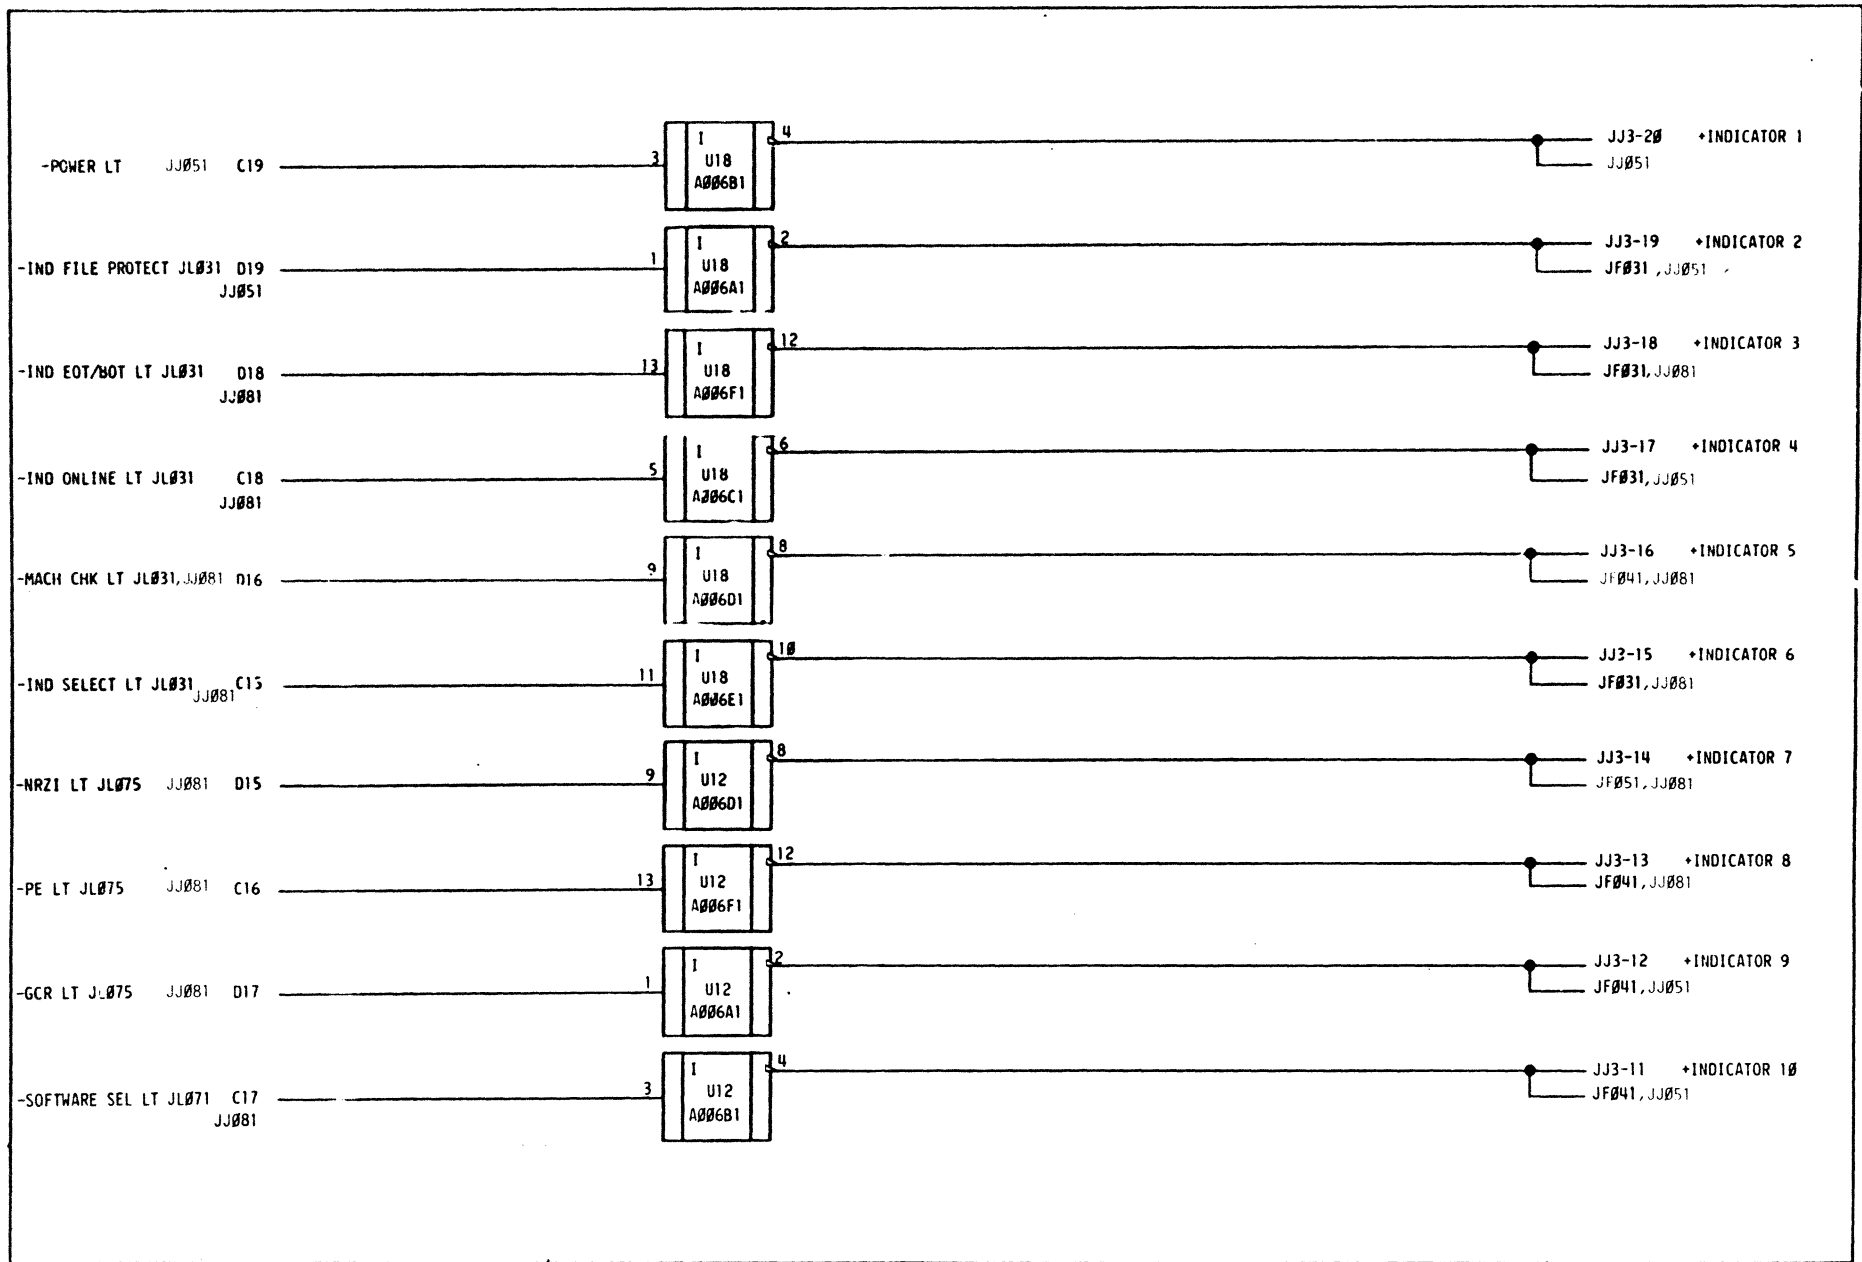 I
4
JJ3-2Ø +INDICATOR 1
-POWER LT JJØ51 C19
3
U18
JJØ51
AØØ6B1
I
2
JJ3-19 +INDICATOR 2
-IND FILE PROTECT JLØ31 D19
1
U18
JFØ31 ,JJØ51
JJØ51
AØØ6A1
I
12
JJ3-18 +INDICATOR 3
-IND EOT/BOT LT JLØ31 D18
13
U18
JFØ31,JJØ81
JJØ81
AØØ6F1
I
6
JJ3-17 +INDICATOR 4
-IND ONLINE LT JLØ31 C18
5
U18
JFØ31,JJØ51
JJØ81
AØØ6C1
I
8
JJ3-16 +INDICATOR 5
-MACH CHK LT JLØ31,JJØ81 D16
9
U18
JFØ41,JJØ81
AØØ6D1
I
1Ø
JJ3-15 +INDICATOR 6
-IND SELECT LT JLØ31 C15
11
U18
JFØ31,JJØ81
JJØ81
AØØ6E1
I
8
JJ3-14 +INDICATOR 7
-NRZI LT JLØ75 JJØ81 D15
9
U12
JFØ51,JJØ81
AØØ6D1
I
12
JJ3-13 +INDICATOR 8
-PE LT JLØ75 JJØ81 C16
13
U12
JFØ41,JJØ81
AØØ6F1
I
2
JJ3-12 +INDICATOR 9
-GCR LT JLØ75 JJØ81 D17
1
U12
JFØ41,JJØ51
AØØ6A1
I
4
JJ3-11 +INDICATOR 1Ø
-SOFTWARE SEL LT JLØ71 C17
3
U12
JFØ41,JJØ51
JJØ81
AØØ6B1